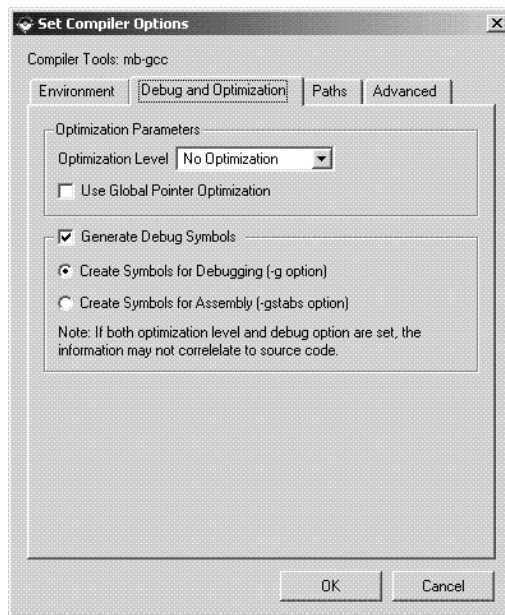 Set Compiler Options
Compiler Tools: mb-gcc
Environment
Debug and Optimization
Paths
Advanced
Optimization Parameters
Optimization Level
No Optimization
Use Global Pointer Optimization
Generate Debug Symbols
Create Symbols for Debugging (-g option)
Create Symbols for Assembly (-gstabs option)
Note: If both optimization level and debug option are set, the
information may not correlelate to source code.
OK
Cancel